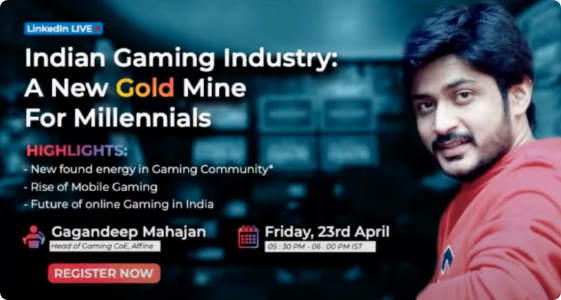 LinkedIn LIVE
Indian Gaming Industry:
A New Gold Mine
For Millennials
HIGHLIGHTS:
- New found energy in Gaming Community*
- Rise of Mobile Gaming
- Future of online Gaming in India
Gagandeep Mahajan
Head of Gaming CoE, Affine
Friday, 23rd April
05 : 30 PM - 06 : 00 PM IST
REGISTER NOW